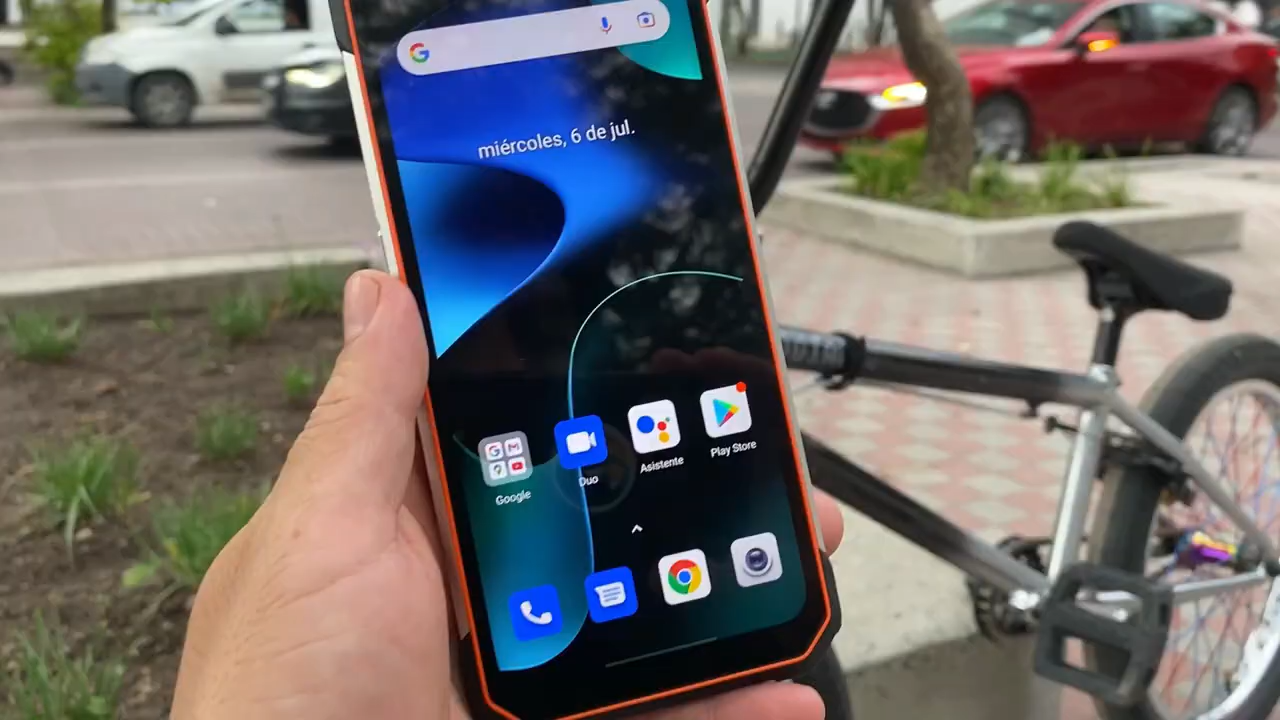 miércoles, 6 de jul.
Google
Duo
Asistente
Play Store